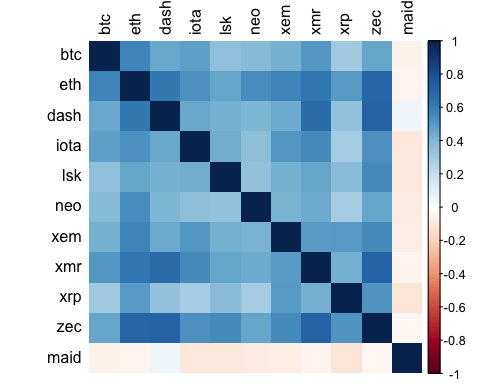 btc eth dash iota lsk neo xem xmr xrp zec maid
btc
eth
dash
iota
lsk
neo
xem
xmr
xrp
zec
maid
1
0.8
0.6
0.4
0.2
0
-0.2
-0.4
-0.6
-0.8
-1